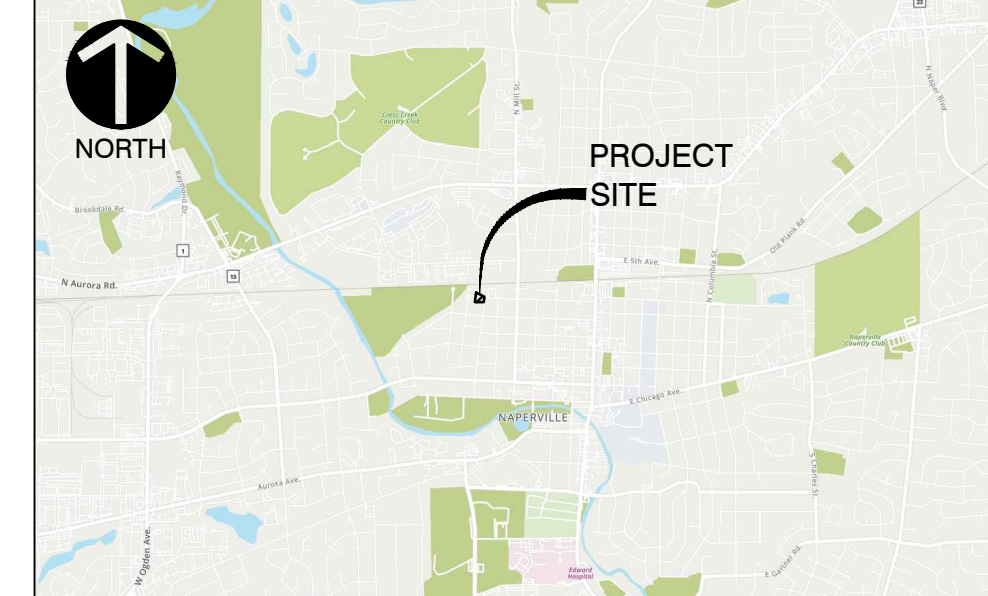 23
N Naper Blvd.
N Mill St.
Cress Creek
Country Club
NORTH
PROJECT
SITE
Raymond Dr.
Brookdale Rd.
Old Plank Rd.
1
13
E 5th Ave.
N Columbia St.
N Aurora Rd.
Naperville
Country Club
E Chicago Ave.
NAPERVILLE
S Charles St.
Aurora Ave.
W Ogden Ave.
E Gartner Rd.
Edward
Hospital